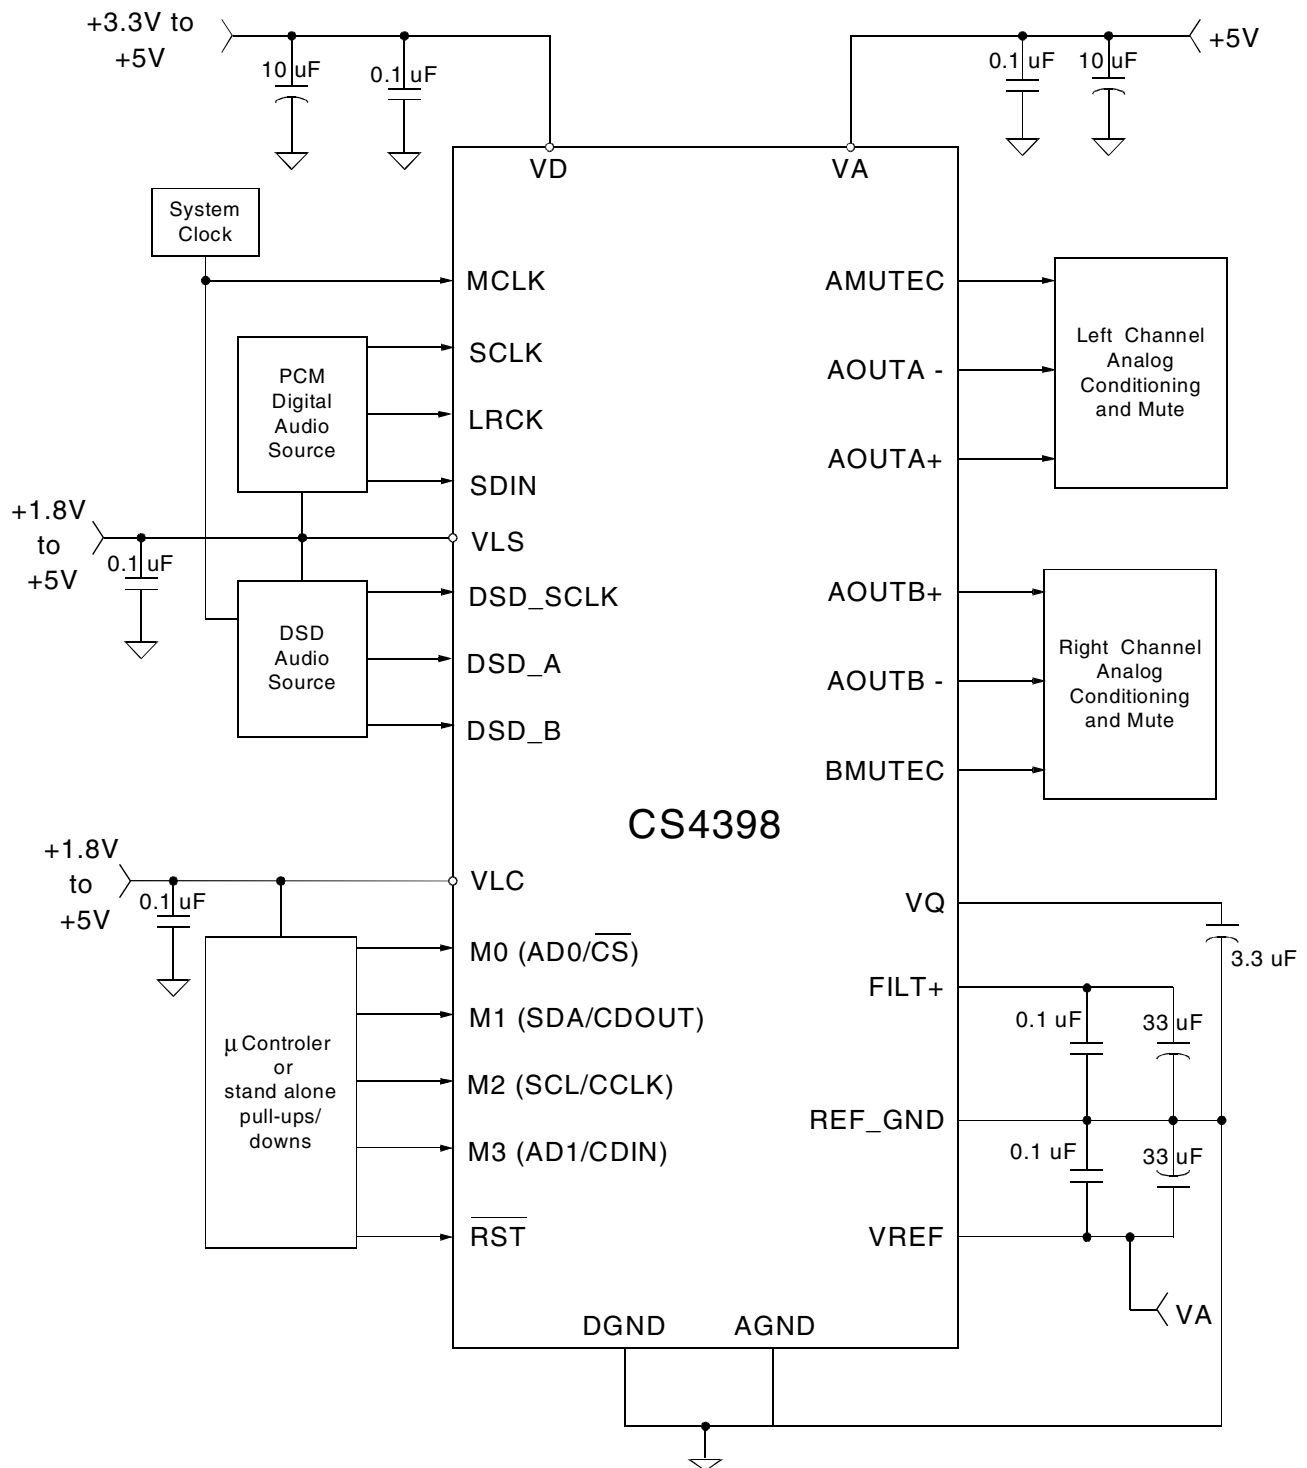 +3.3V to
+5V
10 uF
0.1 uF
0.1 uF
10 uF
+5V
VD
VA
System
Clock
MCLK
AMUTEC
SCLK
PCM
Digital
Audio
Source
LRCK
SDIN
AOUTA -
AOUTA+
Left Channel
Analog
Conditioning
and Mute
+1.8V
to
+5V
0.1 uF
VLS
DSD_SCLK
DSD
Audio
Source
DSD_A
DSD_B
AOUTB+
AOUTB -
BMUTEC
Right Channel
Analog
Conditioning
and Mute
CS4398
+1.8V
to
+5V
0.1 uF
VLC
VQ
3.3 uF
M0 (AD0/CS)
FILT+
0.1 uF
33 uF
M1 (SDA/CDOUT)
µ Controler
or
stand alone
pull-ups/
downs
M2 (SCL/CCLK)
REF_GND
M3 (AD1/CDIN)
0.1 uF
33 uF
RST
VREF
VA
DGND
AGND